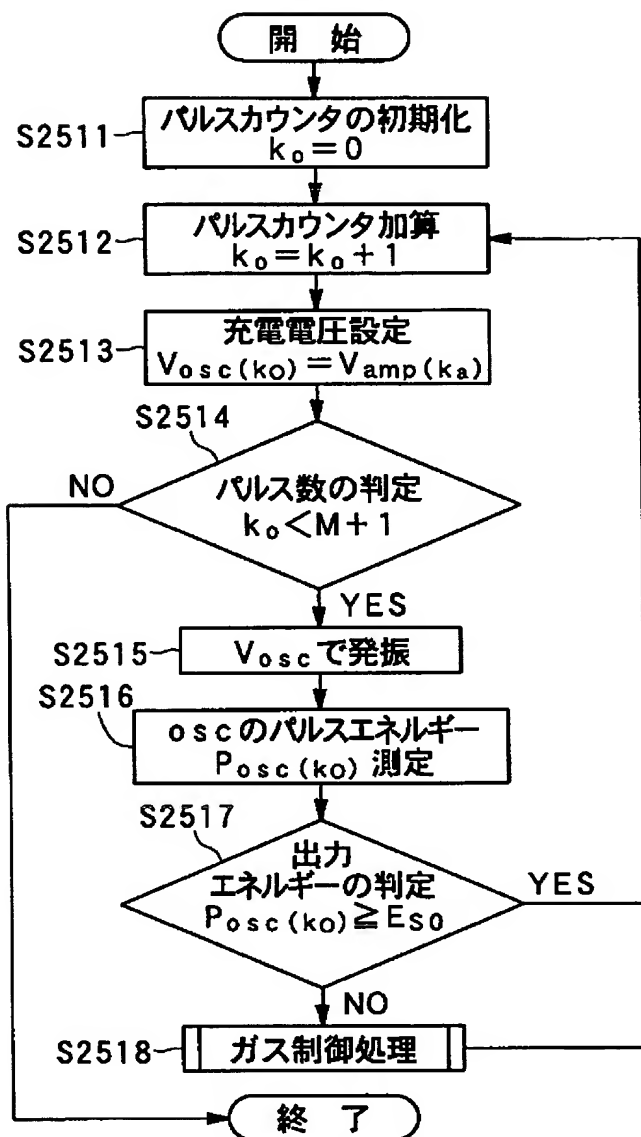 開 始
S2511
パルスカウンタの初期化
k₀=0
S2512
パルスカウンタ加算
k₀=k₀+1
S2513
充電電圧設定
Vosc(ko)=Vamp(ka)
S2514
NO
パルス数の判定
k₀<M+1
YES
S2515
Voscで発振
S2516
oscのパルスエネルギー
Posc(ko) 測定
S2517
出力
エネルギーの判定
Posc(ko)≧Es0
YES
NO
S2518
ガス制御処理
終 了